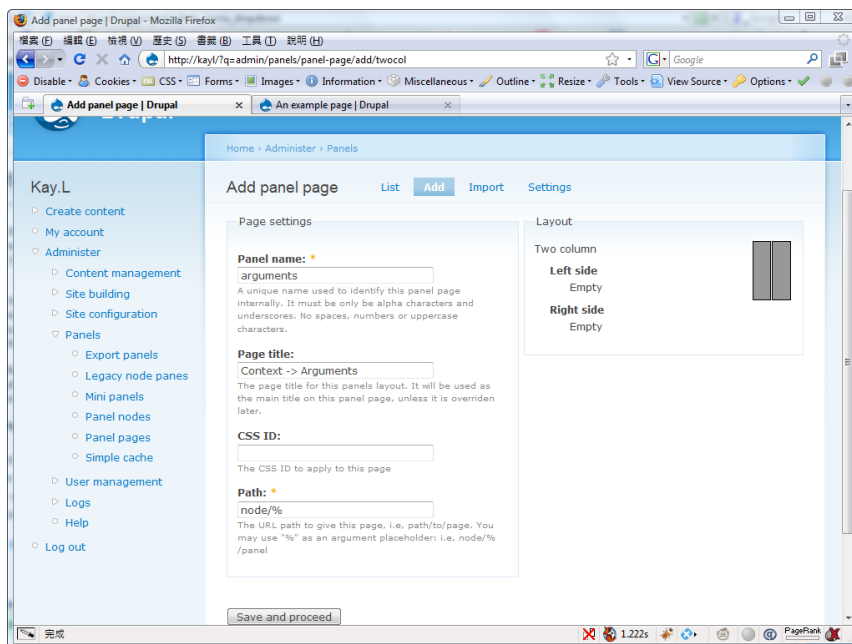 Add panel page | Drupal - Mozilla Firefox
檔案 (F) 編輯 (E) 檢視 (V) 歷史 (S) 書籤 (B) 工具 (T) 說明 (H)
http://kayl/?q=admin/panels/panel-page/add/twocol
G Google
Disable Cookies CSS Forms Images Information Miscellaneous Outline Resize Tools View Source Options
Add panel page | Drupal
An example page | Drupal
Drupal
Home › Administer › Panels
Kay.L
Create content
My account
Administer
Content management
Site building
Site configuration
Panels
Export panels
Legacy node panes
Mini panels
Panel nodes
Panel pages
Simple cache
User management
Logs
Help
Log out
Add panel page
List Add Import Settings
Page settings
Panel name: *
arguments
A unique name used to identify this panel page
internally. It must be only be alpha characters and
underscores. No spaces, numbers or uppercase
characters.
Page title:
Context -> Arguments
The page title for this panels layout. It will be used as
the main title on this panel page, unless it is overriden
later.
CSS ID:
The CSS ID to apply to this page
Path: *
node/%
The URL path to give this page, i.e, path/to/page. You
may use "%" as an argument placeholder: i.e. node/%
/panel
Save and proceed
Layout
Two column
Left side
Empty
Right side
Empty
完成
1.222s
@
PageRank